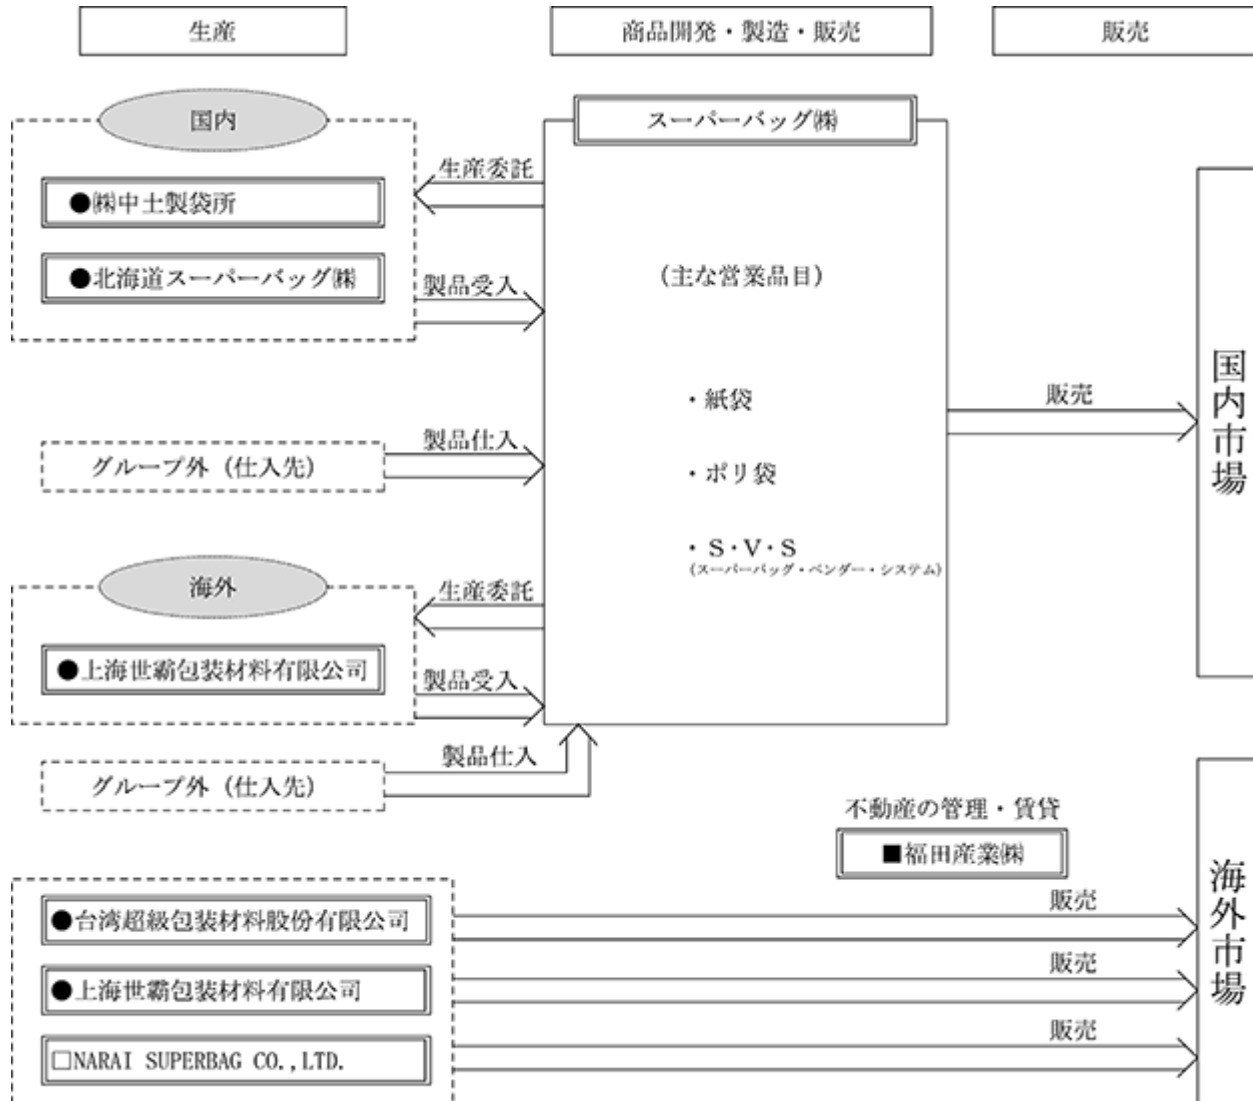 生産
商品開発・製造・販売
販売
国内
スーパーバッグ㈱
生産委託
●㈱中土製袋所
●北海道スーパーバッグ㈱
製品受入
(主な営業品目)
・紙袋
・ポリ袋
・S・V・S
(スーパーバッグ・ベンダー・システム)
販売
国内市場
製品仕入
グループ外（仕入先）
海外
生産委託
●上海世霸包装材料有限公司
製品受入
製品仕入
グループ外（仕入先）
不動産の管理・賃貸
■福田産業㈱
海外市場
●台湾超級包装材料股份有限公司
販売
●上海世霸包装材料有限公司
販売
□NARAI SUPERBAG CO.,LTD.
販売